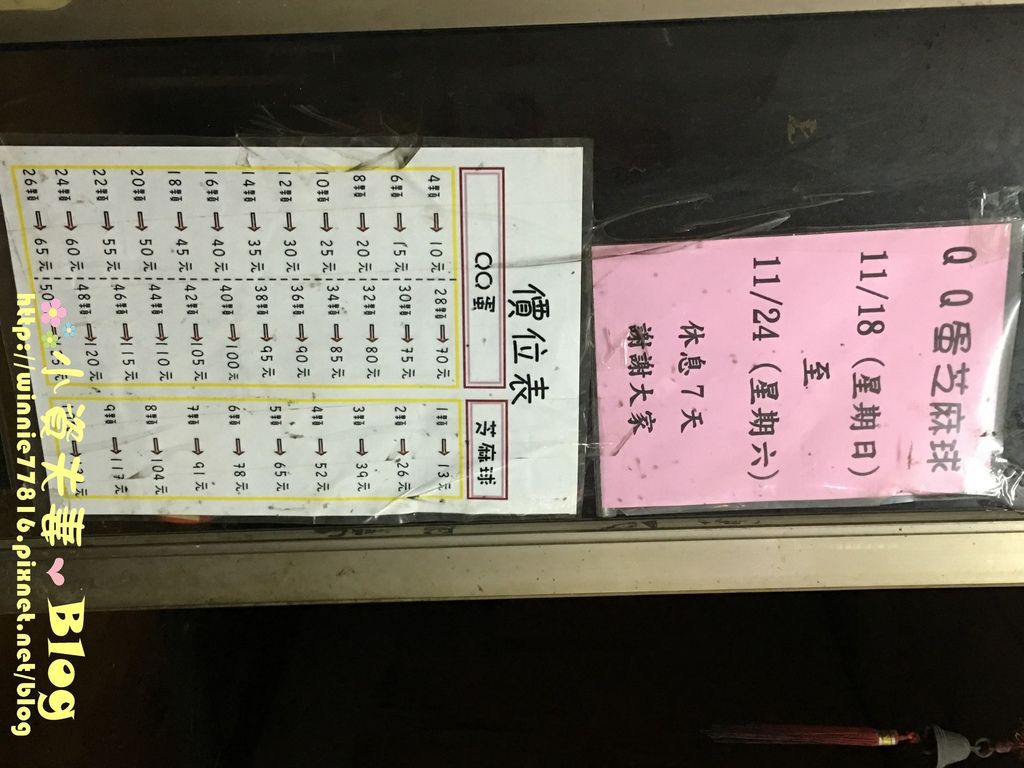 QQ蛋芝麻球
11/18(星期日)
至
11/24(星期六)
休息7天
謝謝大家
價位表
QQ蛋
4顆→10元
6顆→15元
8顆→20元
10顆→25元
12顆→30元
14顆→35元
16顆→40元
18顆→45元
20顆→50元
22顆→55元
24顆→60元
26顆→65元
28顆→70元
30顆→75元
32顆→80元
34顆→85元
36顆→90元
38顆→95元
40顆→100元
42顆→105元
44顆→110元
46顆→115元
48顆→120元
50
芝麻球
1顆→13元
2顆→26元
3顆→39元
4顆→52元
5顆→65元
6顆→78元
7顆→91元
8顆→104元
9顆→117元
小資夫妻 Blog
http://winnie77816.pixnet.net/blog